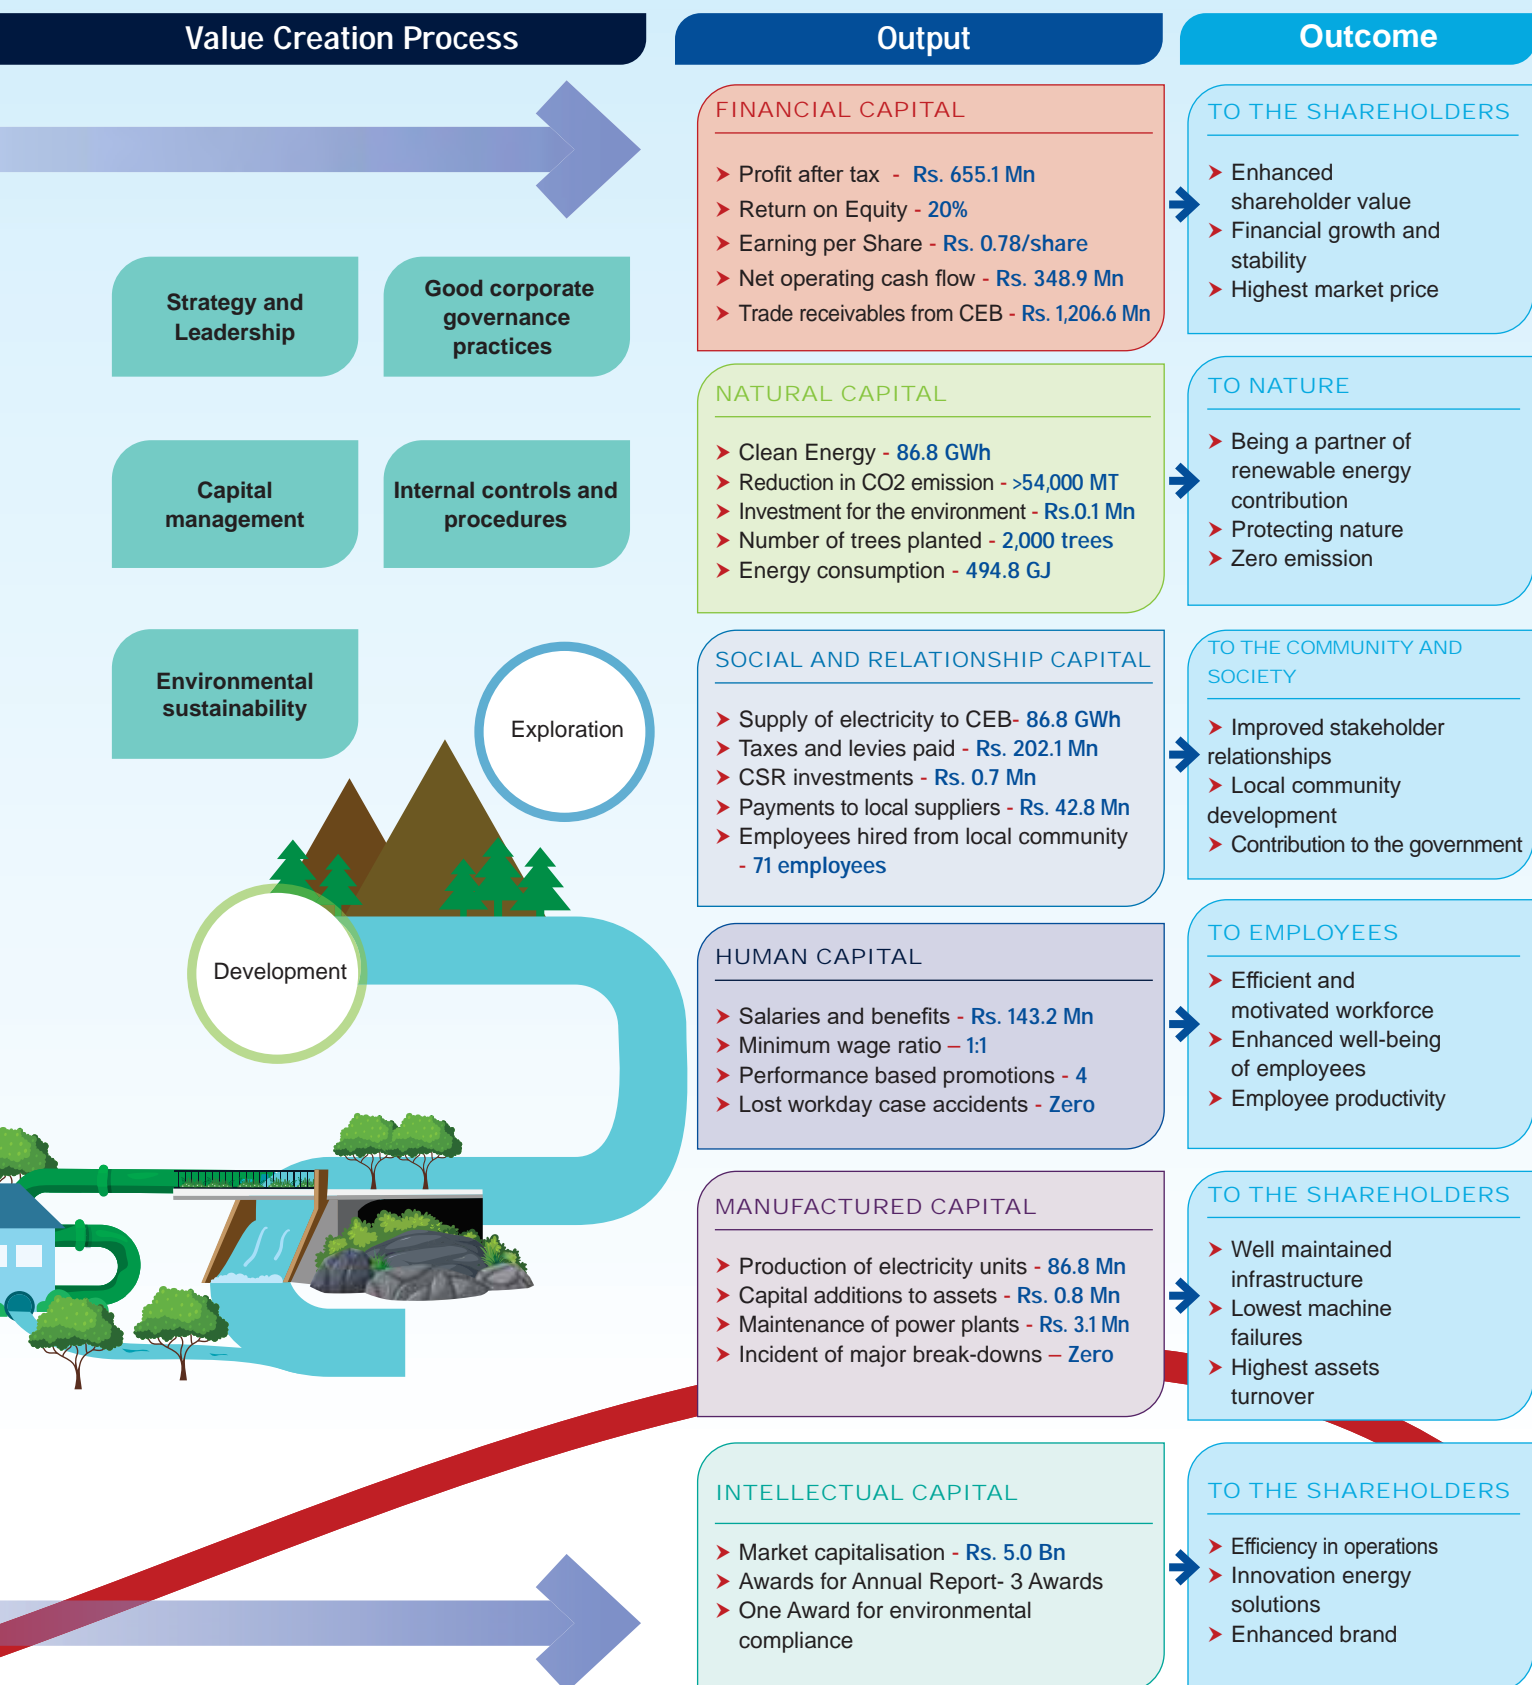 Value Creation Process
Output
Outcome
Strategy and
Leadership
Good corporate
governance
practices
Capital
management
Internal controls and
procedures
Environmental
sustainability
Exploration
Development
FINANCIAL CAPITAL
Profit after tax - Rs. 655.1 Mn
Return on Equity - 20%
Earning per Share - Rs. 0.78/share
Net operating cash flow - Rs. 348.9 Mn
Trade receivables from CEB - Rs. 1,206.6 Mn
TO THE SHAREHOLDERS
Enhanced
shareholder value
Financial growth and
stability
Highest market price
NATURAL CAPITAL
Clean Energy - 86.8 GWh
Reduction in CO2 emission - >54,000 MT
Investment for the environment - Rs.0.1 Mn
Number of trees planted - 2,000 trees
Energy consumption - 494.8 GJ
TO NATURE
Being a partner of
renewable energy
contribution
Protecting nature
Zero emission
SOCIAL AND RELATIONSHIP CAPITAL
Supply of electricity to CEB- 86.8 GWh
Taxes and levies paid - Rs. 202.1 Mn
CSR investments - Rs. 0.7 Mn
Payments to local suppliers - Rs. 42.8 Mn
Employees hired from local community
- 71 employees
TO THE COMMUNITY AND
SOCIETY
Improved stakeholder
relationships
Local community
development
Contribution to the government
HUMAN CAPITAL
Salaries and benefits - Rs. 143.2 Mn
Minimum wage ratio – 1:1
Performance based promotions - 4
Lost workday case accidents - Zero
TO EMPLOYEES
Efficient and
motivated workforce
Enhanced well-being
of employees
Employee productivity
MANUFACTURED CAPITAL
Production of electricity units - 86.8 Mn
Capital additions to assets - Rs. 0.8 Mn
Maintenance of power plants - Rs. 3.1 Mn
Incident of major break-downs – Zero
TO THE SHAREHOLDERS
Well maintained
infrastructure
Lowest machine
failures
Highest assets
turnover
INTELLECTUAL CAPITAL
Market capitalisation - Rs. 5.0 Bn
Awards for Annual Report- 3 Awards
One Award for environmental
compliance
TO THE SHAREHOLDERS
Efficiency in operations
Innovation energy
solutions
Enhanced brand